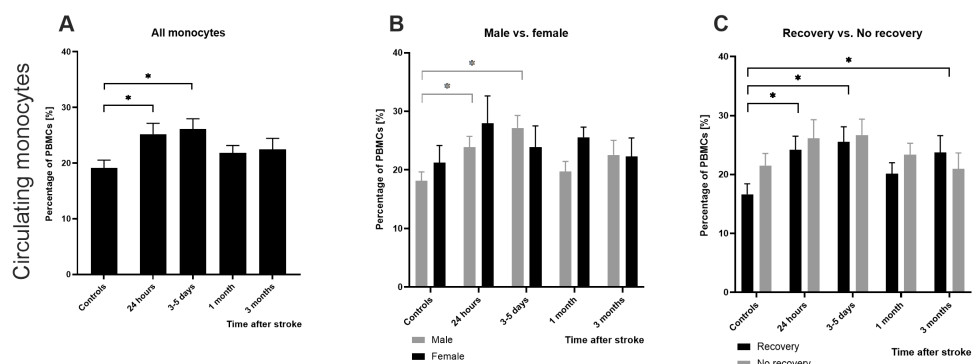 A
All monocytes
Circulating monocytes
Percentage of PBMCs [%]
40
30
20
10
0
*
*
Controls
24 hours
3-5 days
1 month
3 months
Time after stroke
B
Male vs. female
Percentage of PBMCs [%]
40
30
20
10
0
*
*
Controls
24 hours
3-5 days
1 month
3 months
Time after stroke
Male
Female
C
Recovery vs. No recovery
Percentage of PBMCs [%]
40
30
20
10
0
*
*
*
Controls
24 hours
3-5 days
1 month
3 months
Time after stroke
Recovery
No recovery